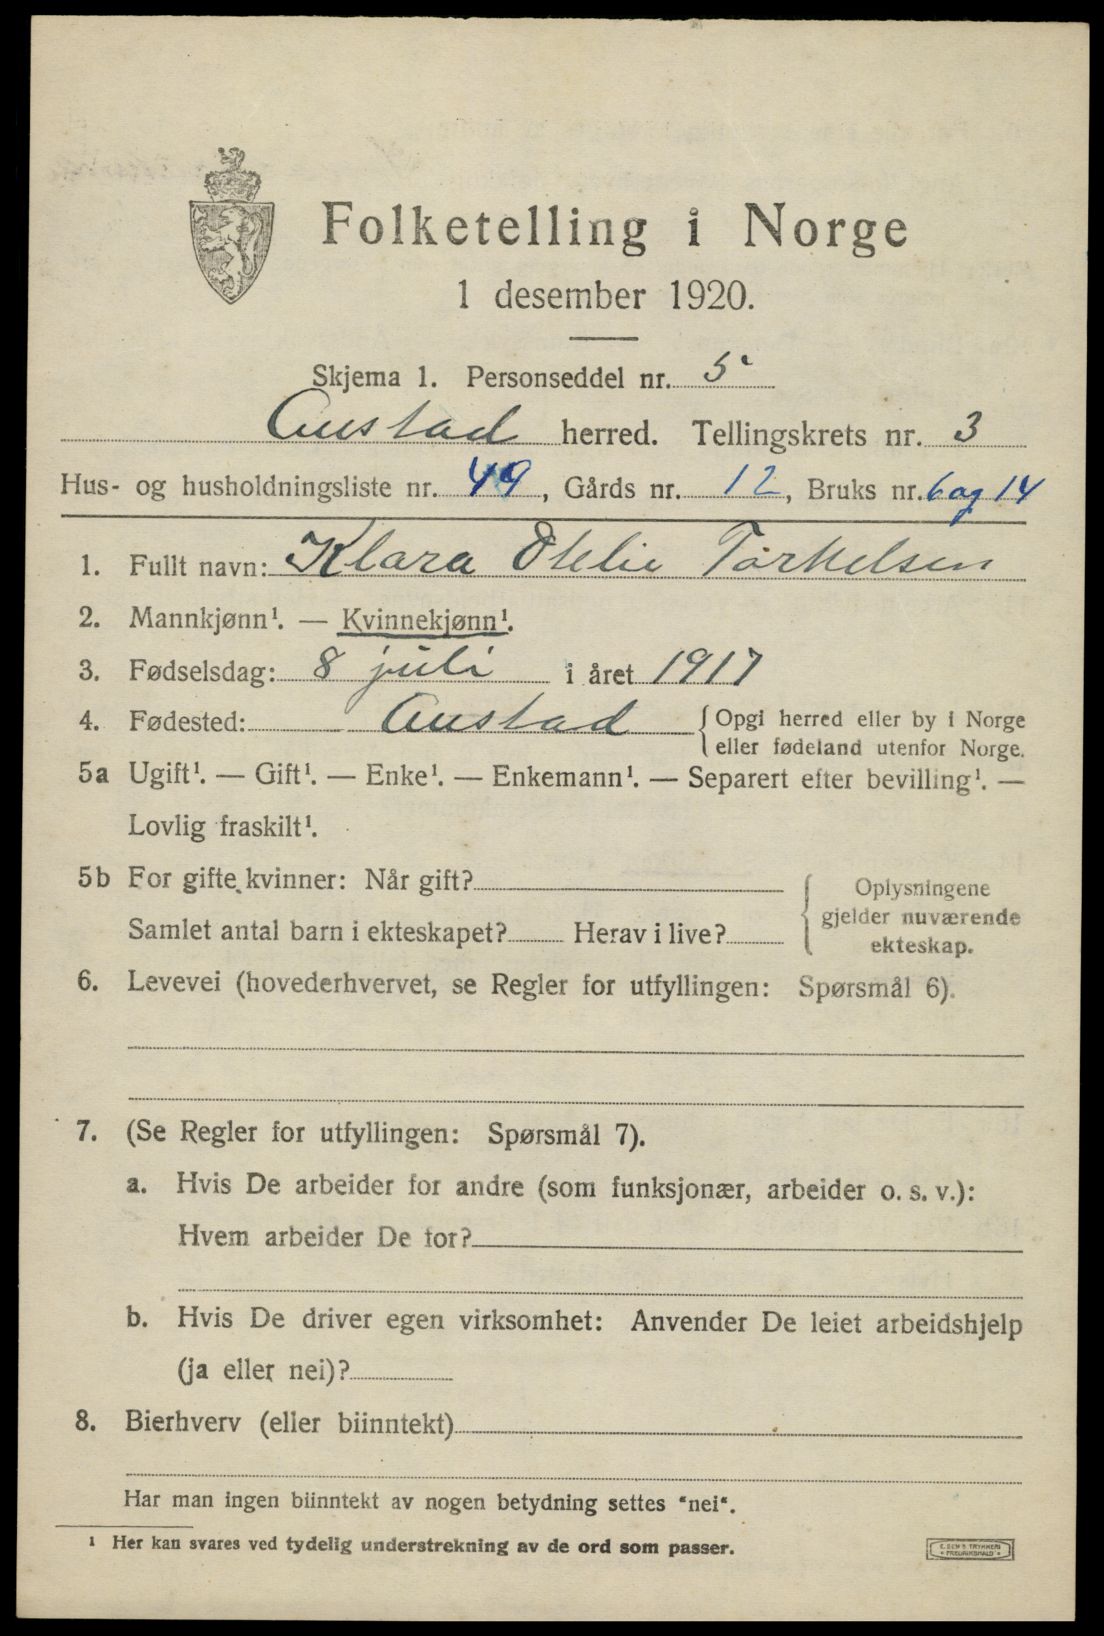 Folketelling i Norge
1 desember 1920.
Skjema 1. Personseddel nr. 5
Austad herred. Tellingskrets nr. 3
Hus- og husholdningsliste nr. 49, Gårds nr. 12, Bruks nr. 6 og 14
1. Fullt navn: Klara Otelie Torkelsen
2. Mannkjønn¹. — Kvinnekjønn¹.
3. Fødselsdag: 8 juli i året 1917
4. Fødested: Austad {Opgi herred eller by i Norge
eller fødeland utenfor Norge.
5a Ugift¹. — Gift¹. — Enke¹. — Enkemann¹. — Separert efter bevilling¹. —
Lovlig fraskilt¹.
5b For gifte kvinner: Når gift?
Samlet antal barn i ekteskapet? Herav i live?
{Oplysningene
gjelder nuværende
ekteskap.
6. Levevei (hovederhvervet, se Regler for utfyllingen: Spørsmål 6).
7. (Se Regler for utfyllingen: Spørsmål 7).
a. Hvis De arbeider for andre (som funksjonær, arbeider o. s. v.):
Hvem arbeider De for?
b. Hvis De driver egen virksomhet: Anvender De leiet arbeidshjelp
(ja eller nei)?
8. Bierhverv (eller biinntekt)
Har man ingen biinntekt av nogen betydning settes "nei".
¹ Her kan svares ved tydelig understrekning av de ord som passer.